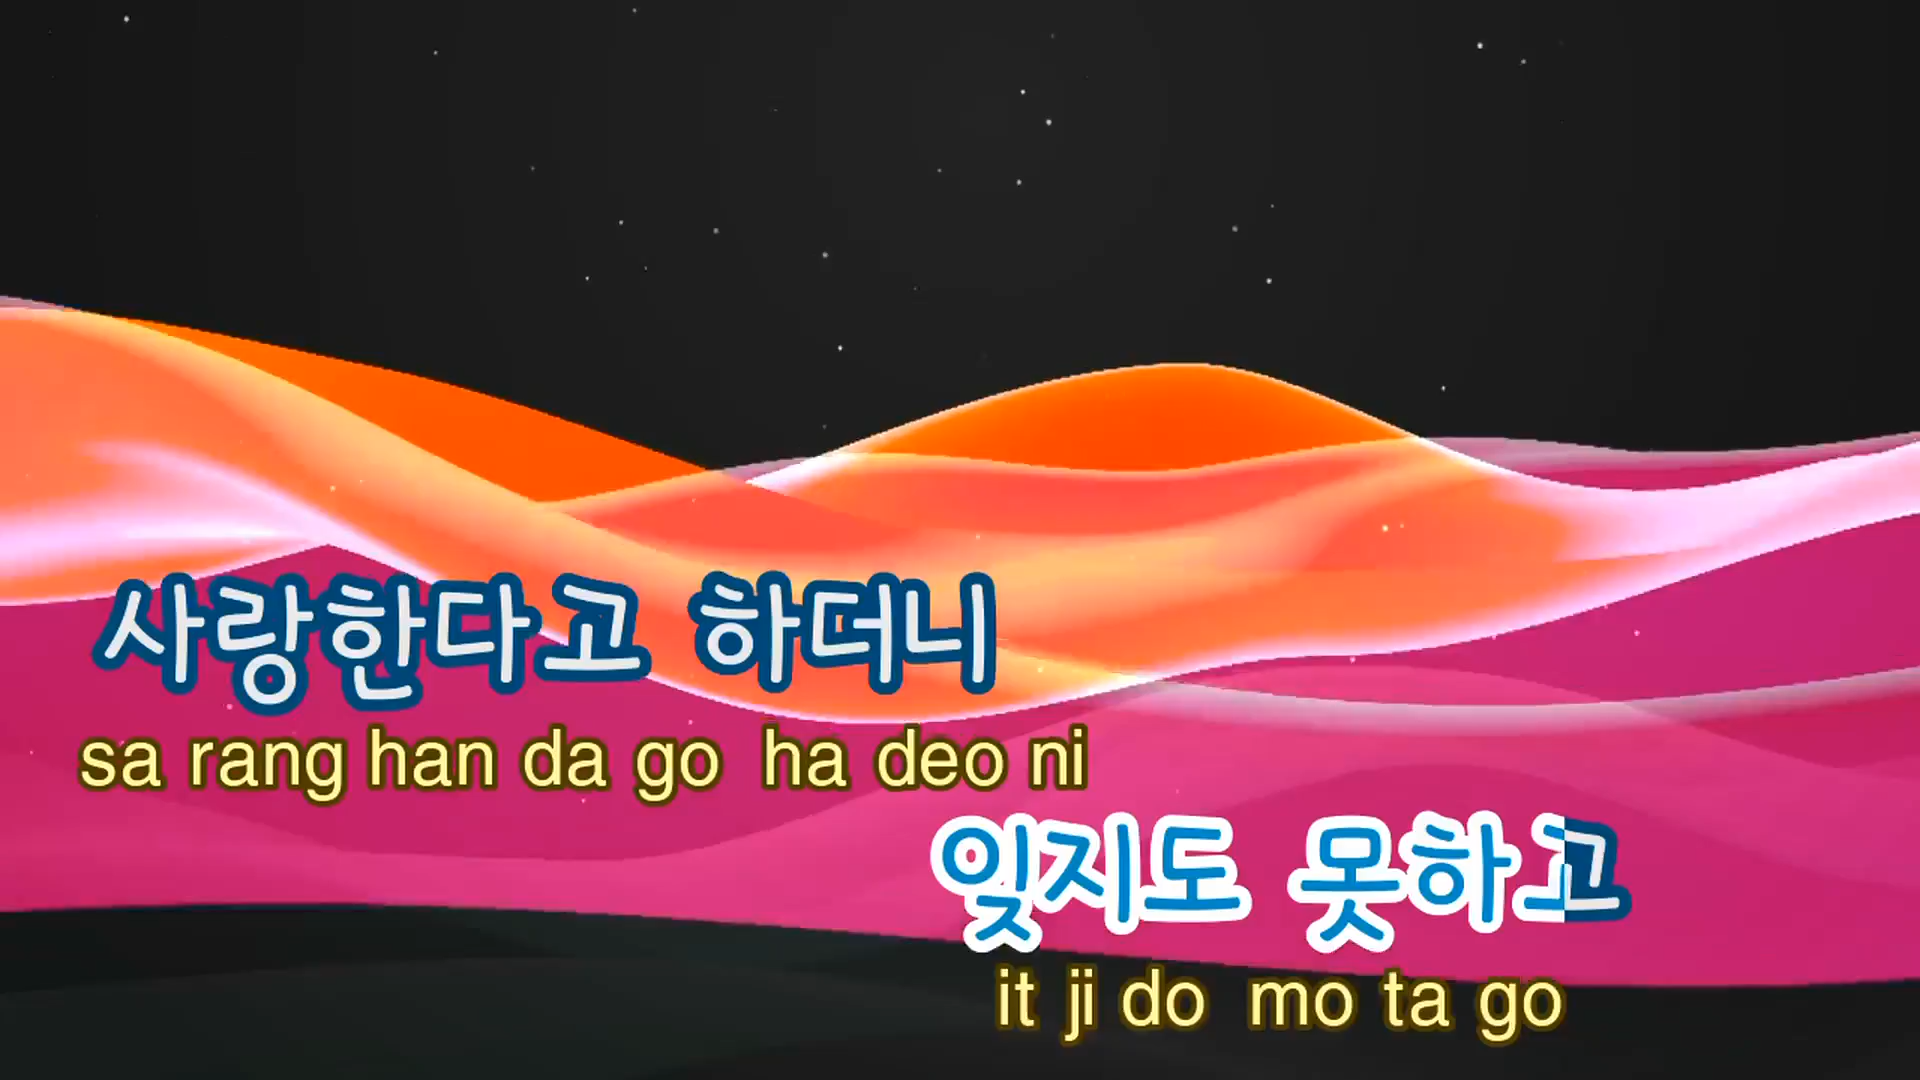 사랑한다고 하더니
sa rang han da go ha deo ni
잊지도 못하고
it ji do mo ta go